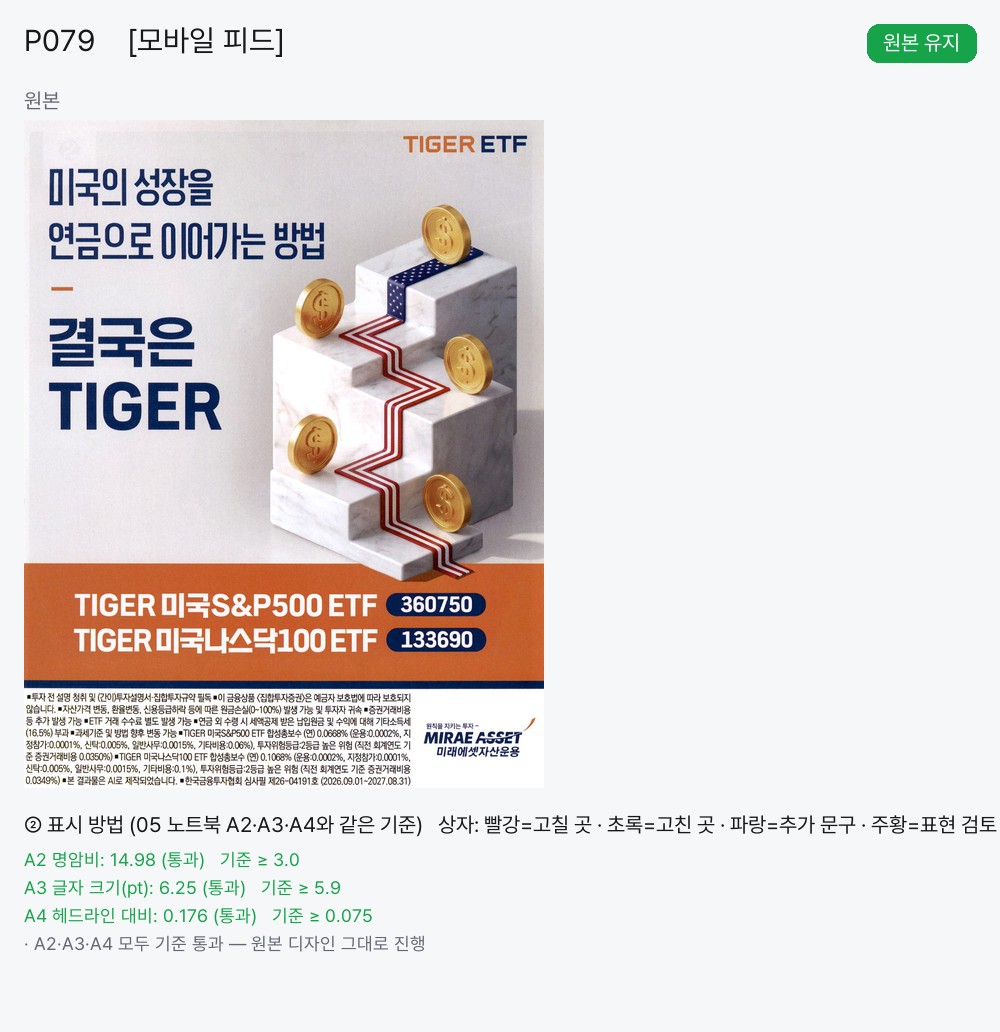 P079 [모바일 피드]
원본 유지
원본
TIGER ETF
미국의 성장을
연금으로 이어가는 방법
결국은
TIGER
TIGER 미국S&P500 ETF 360750
TIGER 미국나스닥100 ETF 133690
■투자 전 설명 청취 및 (간이)투자설명서·집합투자규약 필독 ■이 금융상품 <집합투자증권>은 예금자 보호법에 따라 보호되지
않습니다. ■자산가격 변동, 환율변동, 신용등급하락 등에 따른 원금손실(0~100%) 발생 가능 및 투자자 귀속 ■증권거래비용
등 추가 발생 가능 ■ETF 거래 수수료 별도 발생 가능 ■연금 외 수령 시 세액공제 받은 납입원금 및 수익에 대해 기타소득세
(16.5%) 부과 ■과세기준 및 방법 향후 변동 가능 ■TIGER 미국S&P500 ETF 합성총보수 (연) 0.0668% (운용:0.0002%, 지
정참가:0.0001%, 신탁:0.005%, 일반사무:0.0015%, 기타비용:0.06%), 투자위험등급:2등급 높은 위험 (직전 회계연도 기
준 증권거래비용 0.0350%) ■TIGER 미국나스닥100 ETF 합성총보수 (연) 0.1068% (운용:0.0002%, 지정참가:0.0001%,
신탁:0.005%, 일반사무:0.0015%, 기타비용:0.1%), 투자위험등급:2등급 높은 위험 (직전 회계연도 기준 증권거래비용
0.0349%) ■본 결과물은 AI로 제작되었습니다. ■한국금융투자협회 심사필 제26-04191호 (2026.09.01~2027.08.31)
원칙을 지키는 투자
MIRAE ASSET
미래에셋자산운용
② 표시 방법 (05 노트북 A2·A3·A4와 같은 기준) 상자: 빨강=고칠 곳 · 초록=고친 곳 · 파랑=추가 문구 · 주황=표현 검토
A2 명암비: 14.98 (통과) 기준 ≥ 3.0
A3 글자 크기(pt): 6.25 (통과) 기준 ≥ 5.9
A4 헤드라인 대비: 0.176 (통과) 기준 ≥ 0.075
· A2·A3·A4 모두 기준 통과 — 원본 디자인 그대로 진행